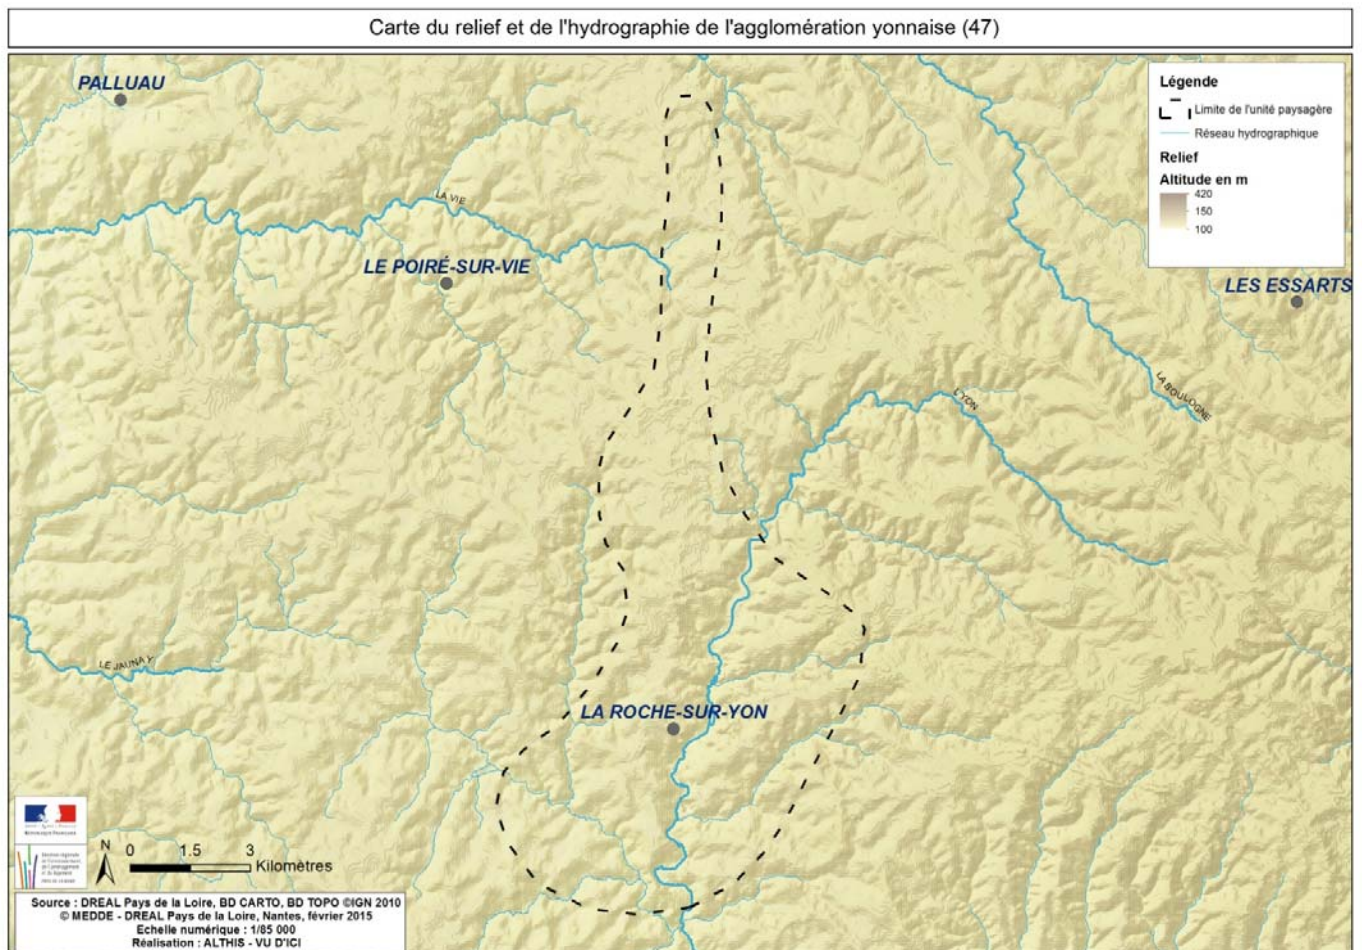 Carte du relief et de l'hydrographie de l'agglomération yonnaise (47)
PALLUAU
Légende
Limite de l'unité paysagère
Réseau hydrographique
Relief
Altitude en m
420
150
100
LA VIE
LE POIRÉ-SUR-VIE
LES ESSARTS
LA BOULOGNE
L'YON
LE JAUNAY
LA ROCHE-SUR-YON
RÉPUBLIQUE FRANÇAISE
N
0 1.5 3
Kilomètres
Source : DREAL Pays de la Loire, BD CARTO, BD TOPO ©IGN 2010
© MEDDE - DREAL Pays de la Loire, Nantes, février 2015
Echelle numérique : 1/85 000
Réalisation : ALTHIS - VU D'ICI